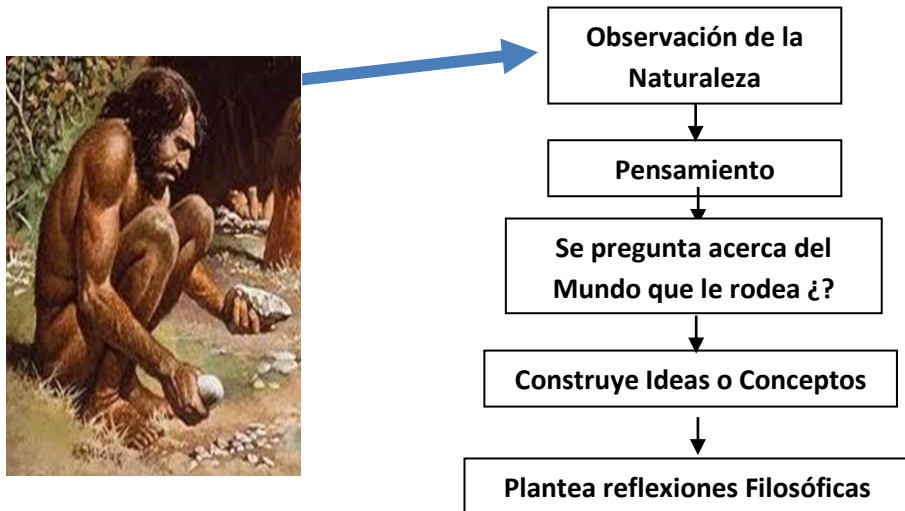 Observación de la
Naturaleza
Pensamiento
Se pregunta acerca del
Mundo que le rodea ¿?
Construye Ideas o Conceptos
Plantea reflexiones Filosóficas